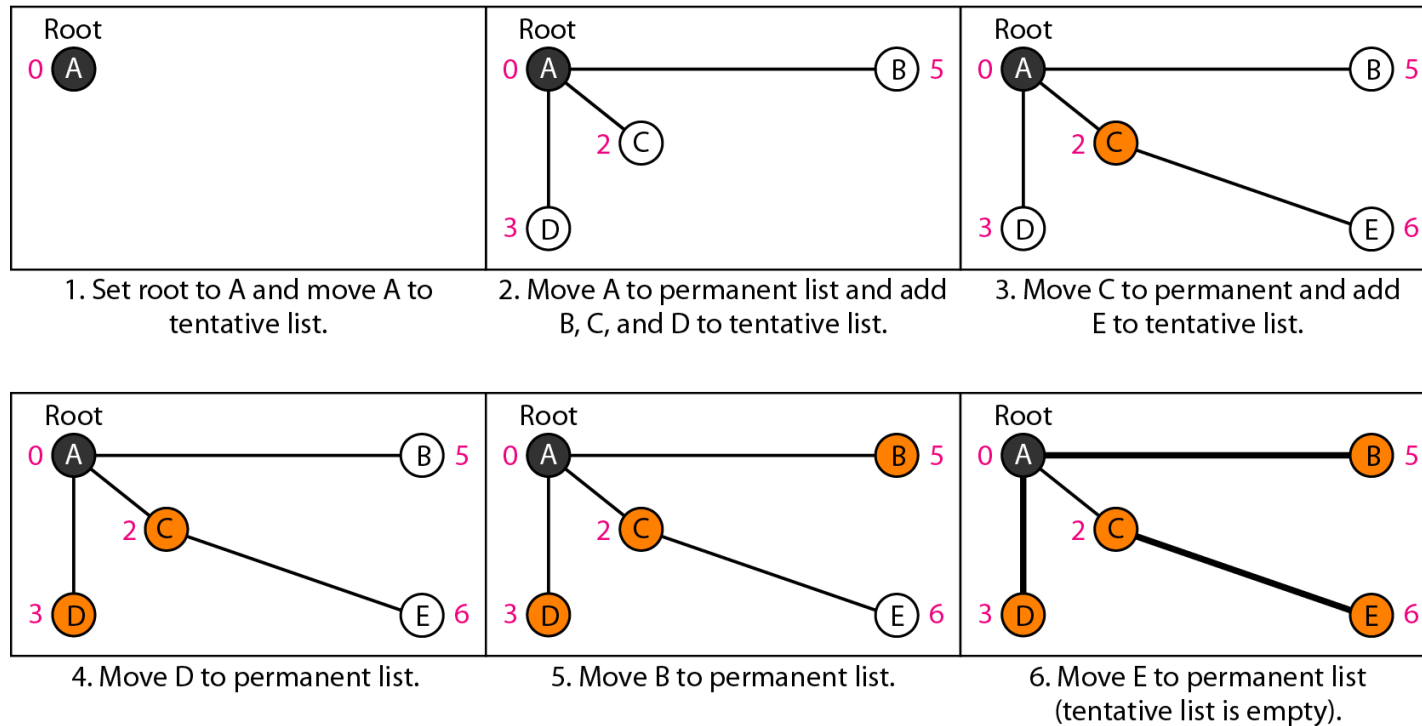 Root
0 A
1. Set root to A and move A to
tentative list.
Root
0 A B 5
2 C
3 D
2. Move A to permanent list and add
B, C, and D to tentative list.
Root
0 A B 5
2 C
3 D E 6
3. Move C to permanent and add
E to tentative list.
Root
0 A B 5
2 C
3 D E 6
4. Move D to permanent list.
Root
0 A B 5
2 C
3 D E 6
5. Move B to permanent list.
Root
0 A B 5
2 C
3 D E 6
6. Move E to permanent list
(tentative list is empty).